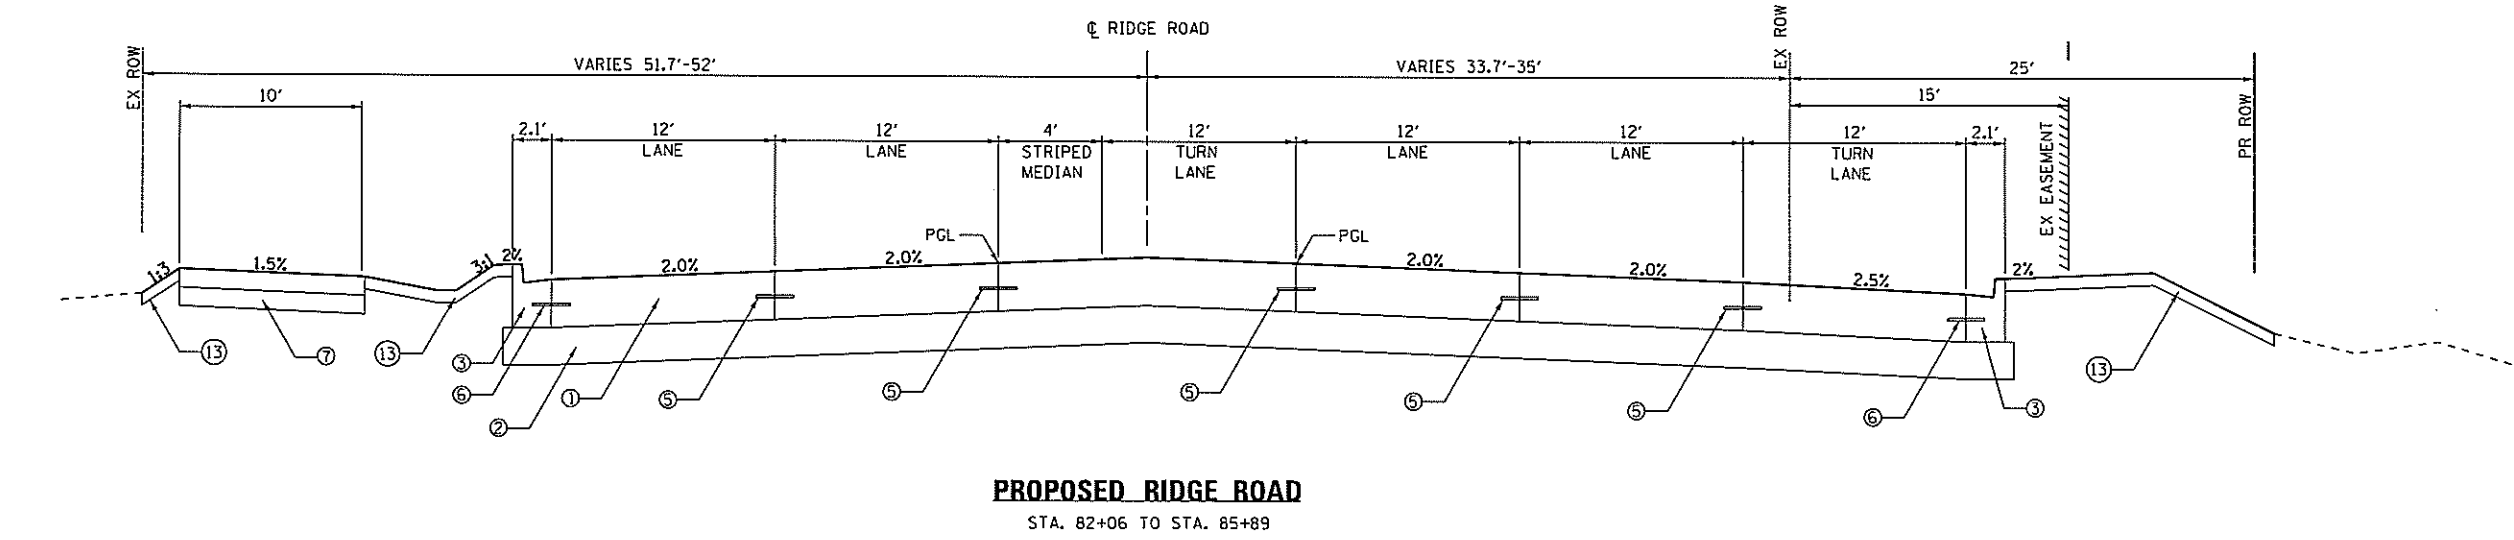 ℄ RIDGE ROAD
EX ROW
VARIES 51.7'-52'
VARIES 33.7'-35'
EX ROW
25'
10'
15'
2.1'
12'
LANE
12'
LANE
4'
STRIPED
MEDIAN
12'
TURN
LANE
12'
LANE
12'
LANE
12'
TURN
LANE
2.1'
EX EASEMENT
PR ROW
PGL
PGL
1:3
1.5%
3:1
2%
2.0%
2.0%
2.0%
2.0%
2.5%
2%
13
7
13
3
6
1
2
5
5
5
5
5
6
3
13
PROPOSED RIDGE ROAD
STA. 82+06 TO STA. 85+89